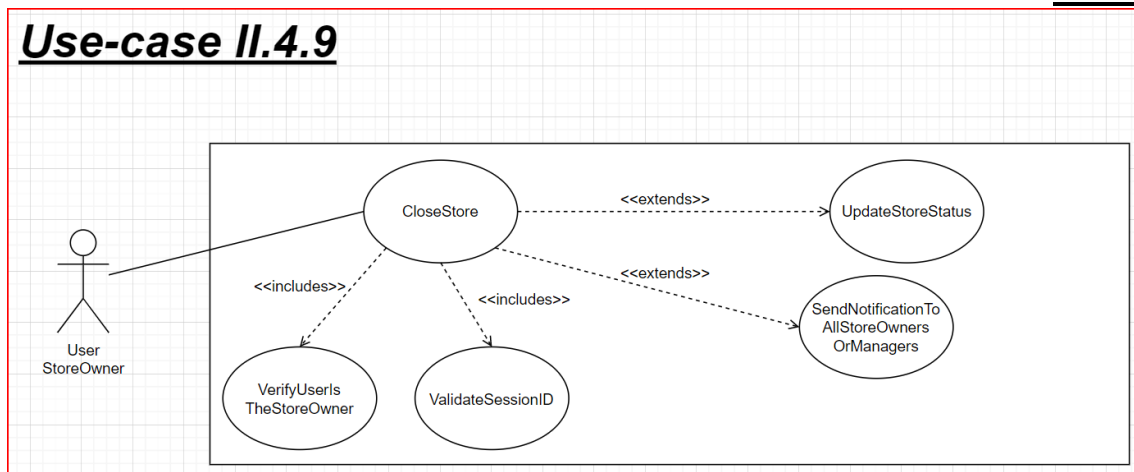 Use-case II.4.9
CloseStore
<<extends>>
UpdateStoreStatus
<<extends>>
<<includes>>
<<includes>>
SendNotificationTo
AllStoreOwners
OrManagers
User
StoreOwner
VerifyUserIs
TheStoreOwner
ValidateSessionID